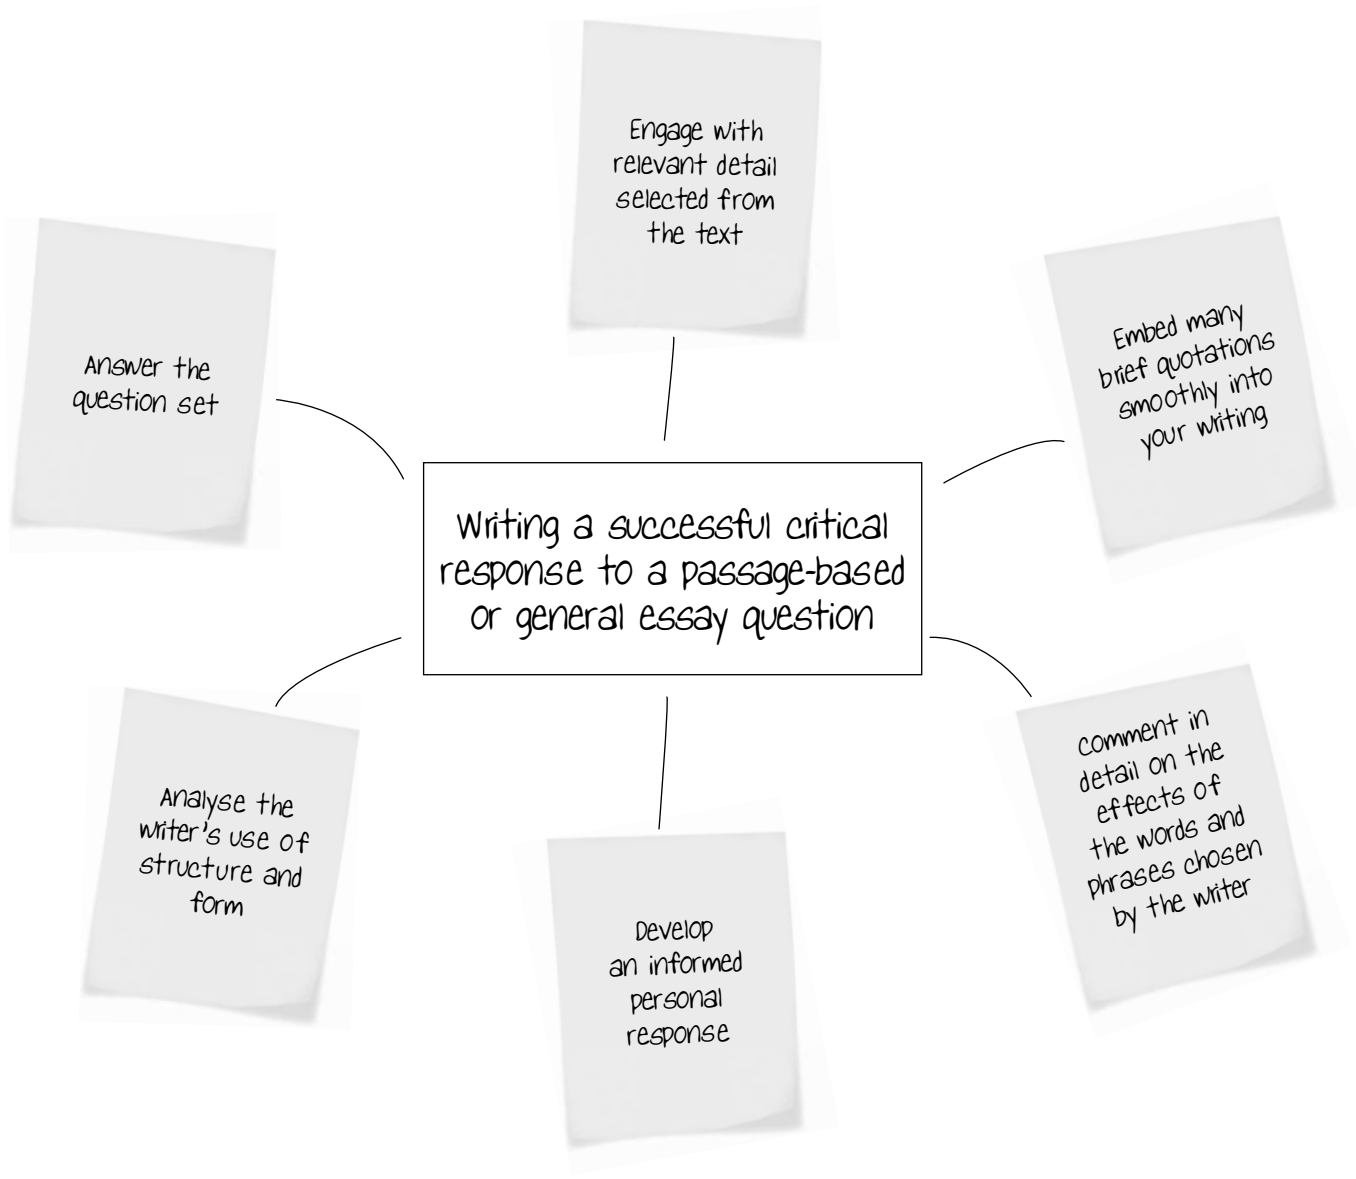 Engage with
relevant detail
selected from
the text
Answer the
question set
Embed many
brief quotations
smoothly into
your writing
Writing a successful critical
response to a passage-based
or general essay question
Analyse the
writer's use of
structure and
form
Comment in
detail on the
effects of
the words and
phrases chosen
by the writer
Develop
an informed
personal
response